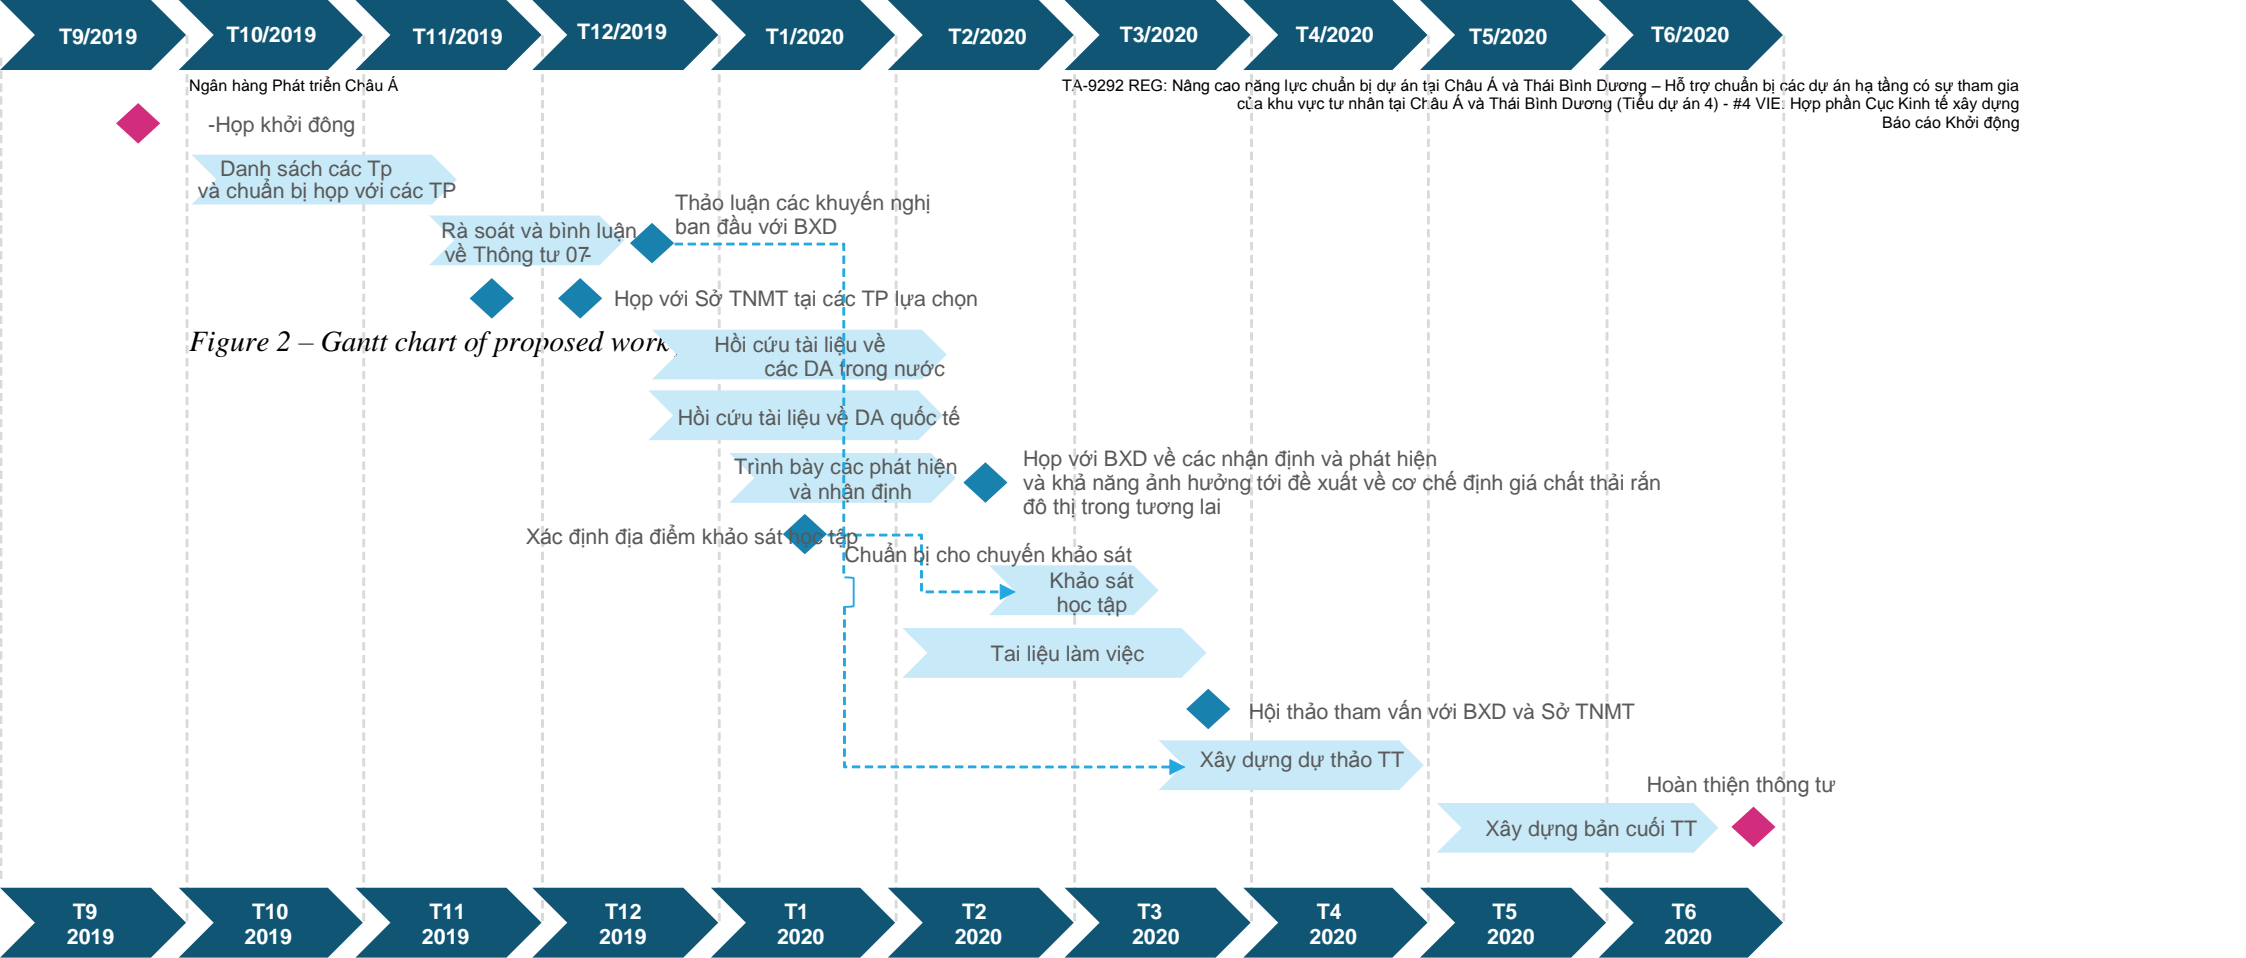 T9/2019 T10/2019 T11/2019 T12/2019 T1/2020 T2/2020 T3/2020 T4/2020 T5/2020 T6/2020
Ngân hàng Phát triển Châu Á
TA-9292 REG: Nâng cao năng lực chuẩn bị dự án tại Châu Á và Thái Bình Dương – Hỗ trợ chuẩn bị các dự án hạ tầng có sự tham gia
của khu vực tư nhân tại Châu Á và Thái Bình Dương (Tiểu dự án 4) - #4 VIE: Hợp phần Cục Kinh tế xây dựng
Báo cáo Khởi động
-Họp khởi đông
Danh sách các Tp
và chuẩn bị họp với các TP
Thảo luận các khuyến nghị
ban đầu với BXD
Rà soát và bình luận
về Thông tư 07-
Họp với Sở TNMT tại các TP lựa chọn
Figure 2 – Gantt chart of proposed work
Hồi cứu tài liệu về
các DA trong nước
Hồi cứu tài liệu về DA quốc tế
Trình bày các phát hiện
và nhận định
Họp với BXD về các nhận định và phát hiện
và khả năng ảnh hưởng tới đề xuất về cơ chế định giá chất thải rắn
đô thị trong tương lai
Xác định địa điểm khảo sát học tập
Chuẩn bị cho chuyến khảo sát
Khảo sát
học tập
Tai liệu làm việc
Hội thảo tham vấn với BXD và Sở TNMT
Xây dựng dự thảo TT
Hoàn thiện thông tư
Xây dựng bản cuối TT
T9 T10 T11 T12 T1 T2 T3 T4 T5 T6
2019 2019 2019 2019 2020 2020 2020 2020 2020 2020